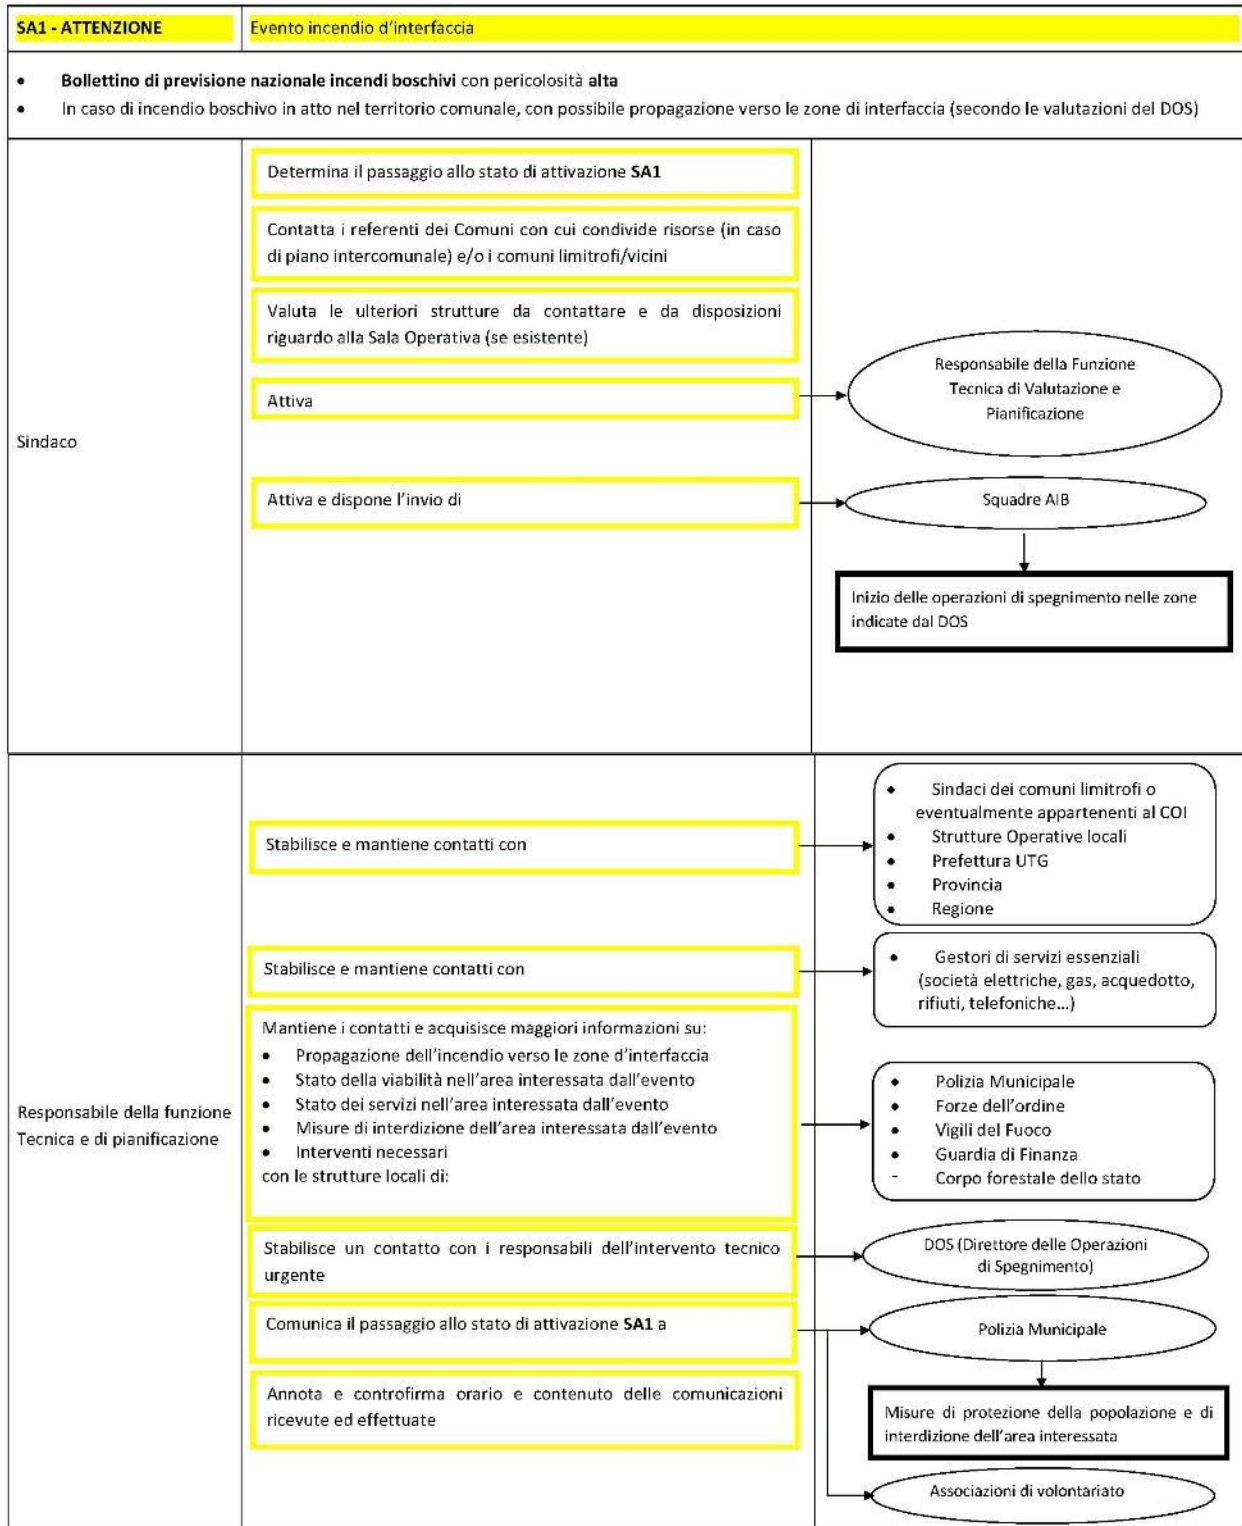 SA1 - ATTENZIONE
Evento incendio d'interfaccia
• Bollettino di previsione nazionale incendi boschivi con pericolosità alta
• In caso di incendio boschivo in atto nel territorio comunale, con possibile propagazione verso le zone di interfaccia (secondo le valutazioni del DOS)
Sindaco
Determina il passaggio allo stato di attivazione SA1
Contatta i referenti dei Comuni con cui condivide risorse (in caso
di piano intercomunale) e/o i comuni limitrofi/vicini
Valuta le ulteriori strutture da contattare e da disposizioni
riguardo alla Sala Operativa (se esistente)
Attiva
Responsabile della Funzione
Tecnica di Valutazione e
Pianificazione
Attiva e dispone l'invio di
Squadre AIB
Inizio delle operazioni di spegnimento nelle zone
indicate dal DOS
Responsabile della funzione
Tecnica e di pianificazione
Stabilisce e mantiene contatti con
• Sindaci dei comuni limitrofi o
eventualmente appartenenti al COI
• Strutture Operative locali
• Prefettura UTG
• Provincia
• Regione
Stabilisce e mantiene contatti con
• Gestori di servizi essenziali
(società elettriche, gas, acquedotto,
rifiuti, telefoniche…)
Mantiene i contatti e acquisisce maggiori informazioni su:
• Propagazione dell'incendio verso le zone d'interfaccia
• Stato della viabilità nell'area interessata dall'evento
• Stato dei servizi nell'area interessata dall'evento
• Misure di interdizione dell'area interessata dall'evento
• Interventi necessari
con le strutture locali di:
• Polizia Municipale
• Forze dell'ordine
• Vigili del Fuoco
• Guardia di Finanza
- Corpo forestale dello stato
Stabilisce un contatto con i responsabili dell'intervento tecnico
urgente
DOS (Direttore delle Operazioni
di Spegnimento)
Comunica il passaggio allo stato di attivazione SA1 a
Polizia Municipale
Annota e controfirma orario e contenuto delle comunicazioni
ricevute ed effettuate
Misure di protezione della popolazione e di
interdizione dell'area interessata
Associazioni di volontariato